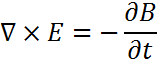 ∇ × E = − ∂B/∂t